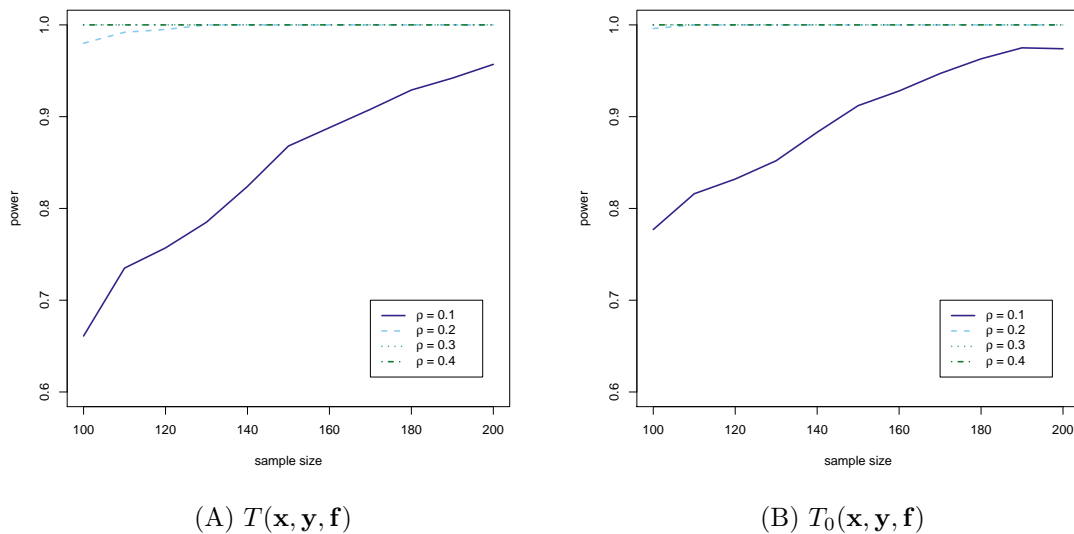 power
1.0
0.9
0.8
0.7
0.6
ρ = 0.1
ρ = 0.2
ρ = 0.3
ρ = 0.4
100 120 140 160 180 200
sample size
(A) T(x, y, f)
power
1.0
0.9
0.8
0.7
0.6
ρ = 0.1
ρ = 0.2
ρ = 0.3
ρ = 0.4
100 120 140 160 180 200
sample size
(B) T₀(x, y, f)